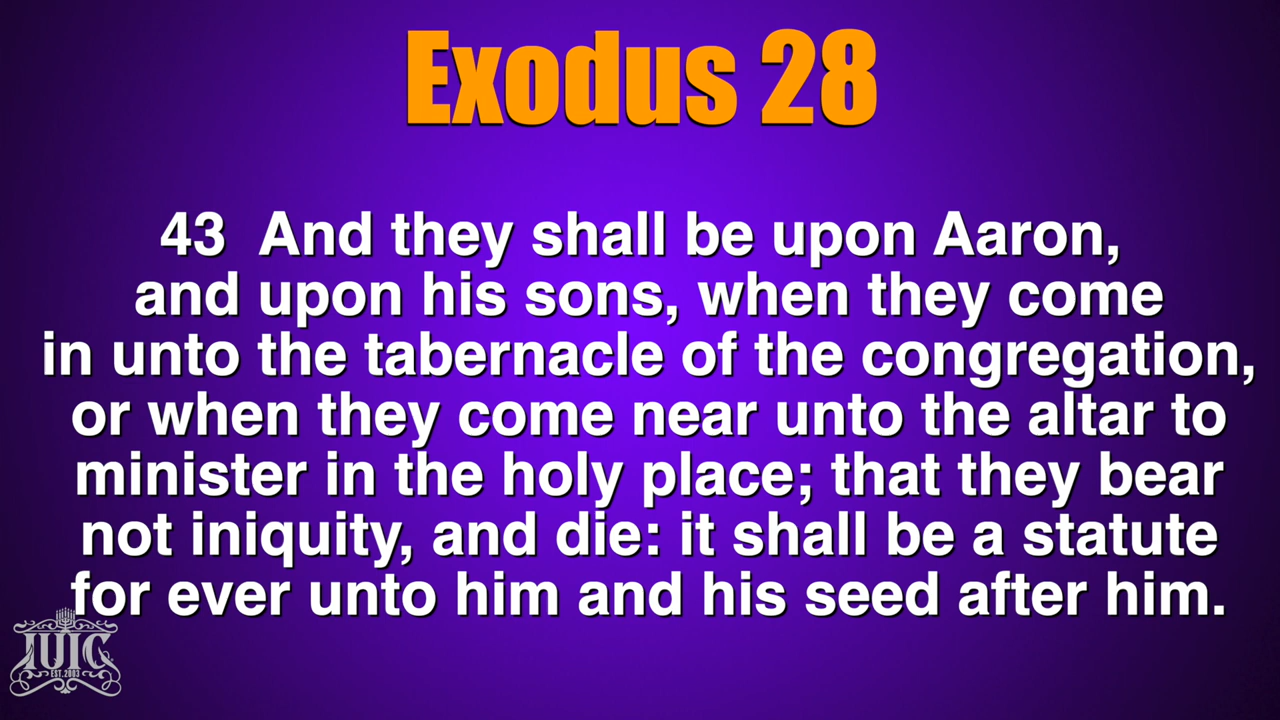 Exodus 28
43 And they shall be upon Aaron,
and upon his sons, when they come
in unto the tabernacle of the congregation,
or when they come near unto the altar to
minister in the holy place; that they bear
not iniquity, and die: it shall be a statute
for ever unto him and his seed after him.
IUIC
EST.2003